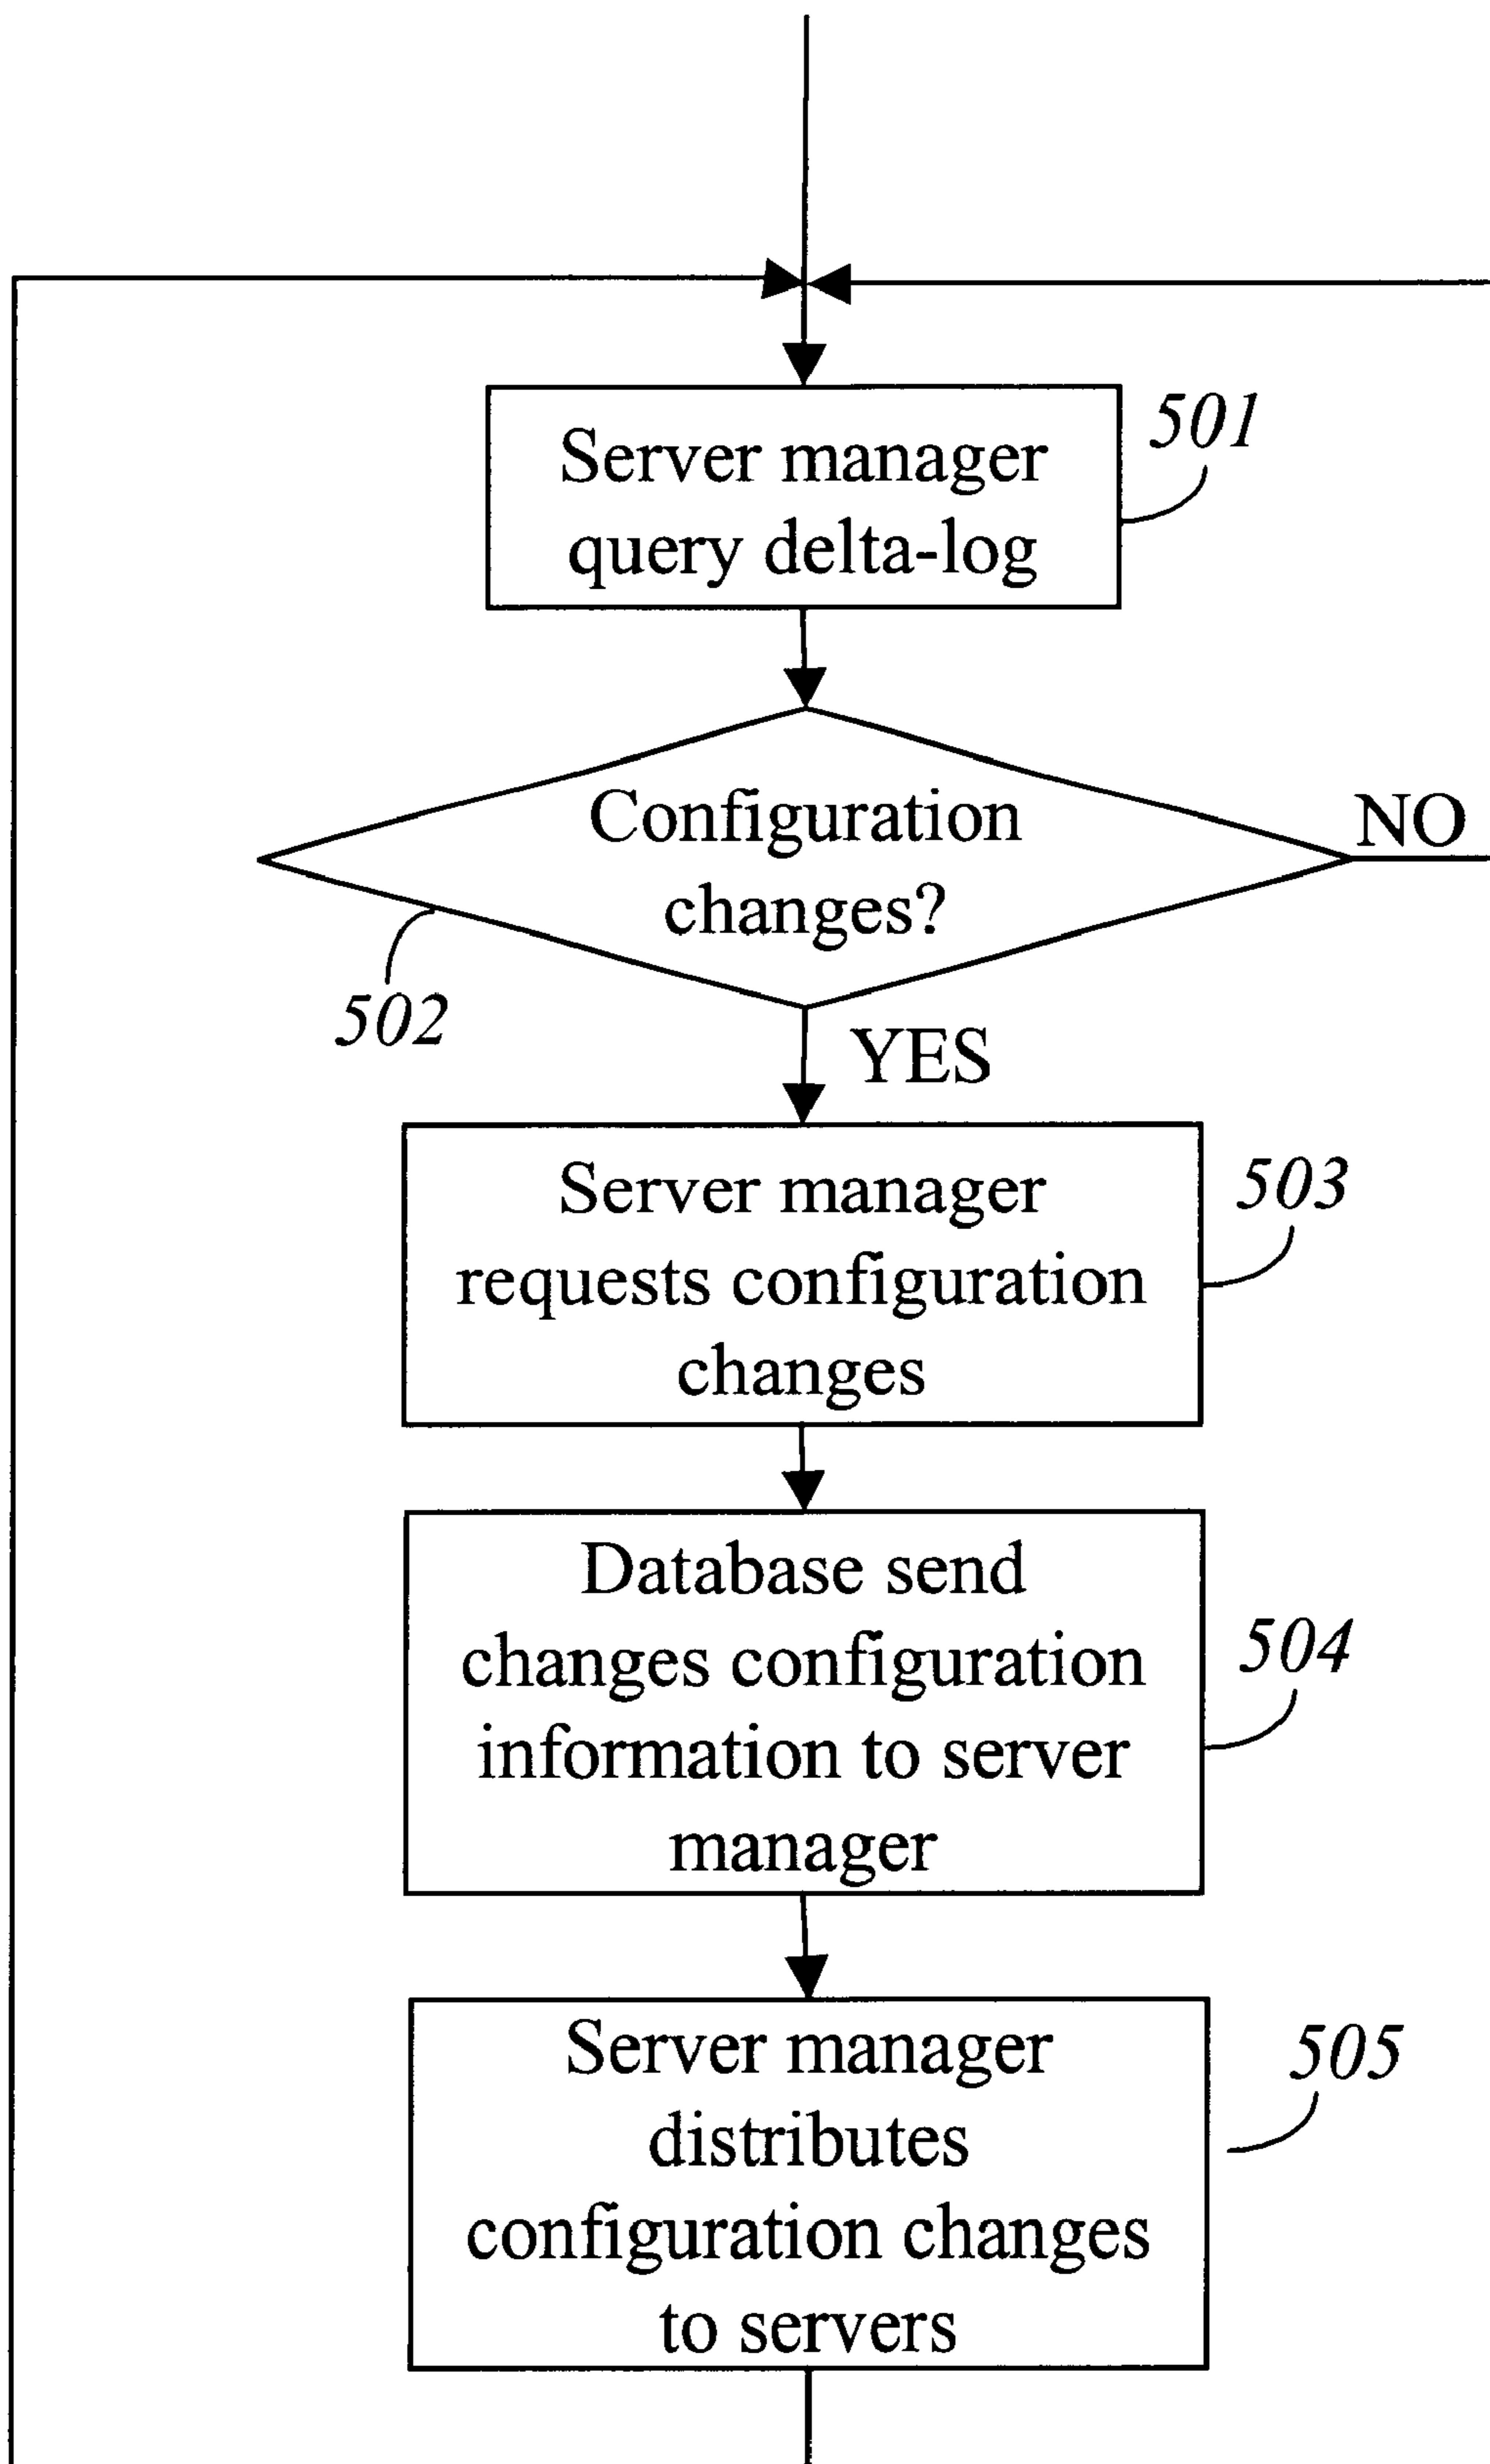 Server manager
query delta-log
501
Configuration
changes?
NO
502
YES
Server manager
requests configuration
changes
503
Database send
changes configuration
information to server
manager
504
Server manager
distributes
configuration changes
to servers
505